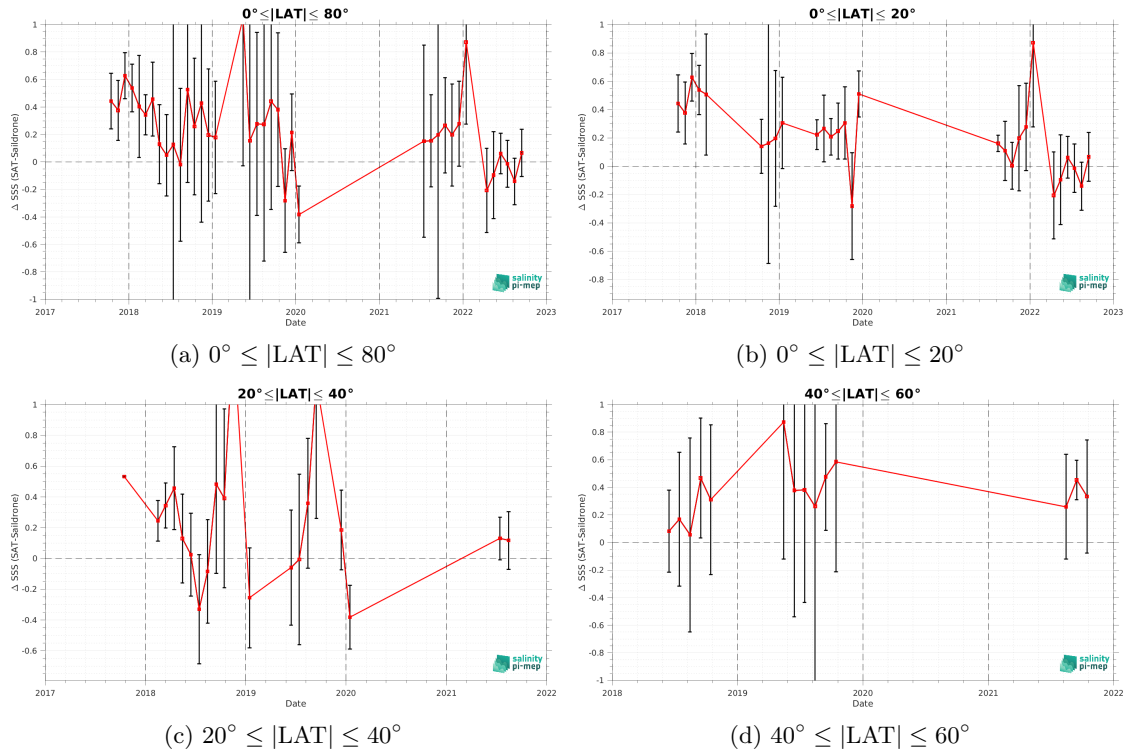 0°≤|LAT|≤ 80°
Δ SSS (SAT-Saildrone)
1
0.8
0.6
0.4
0.2
0
-0.2
-0.4
-0.6
-0.8
-1
2017 2018 2019 2020 2021 2022 2023
Date
salinity
pi-mep
(a) 0° ≤ |LAT| ≤ 80°
0°≤|LAT|≤ 20°
Δ SSS (SAT-Saildrone)
1
0.8
0.6
0.4
0.2
0
-0.2
-0.4
-0.6
-0.8
2017 2018 2019 2020 2021 2022 2023
Date
salinity
pi-mep
(b) 0° ≤ |LAT| ≤ 20°
20°≤|LAT|≤ 40°
Δ SSS (SAT-Saildrone)
1
0.8
0.6
0.4
0.2
0
-0.2
-0.4
-0.6
2017 2018 2019 2020 2021 2022
Date
salinity
pi-mep
(c) 20° ≤ |LAT| ≤ 40°
40°≤|LAT|≤ 60°
Δ SSS (SAT-Saildrone)
1
0.8
0.6
0.4
0.2
0
-0.2
-0.4
-0.6
-0.8
-1
2018 2019 2020 2021 2022
Date
salinity
pi-mep
(d) 40° ≤ |LAT| ≤ 60°